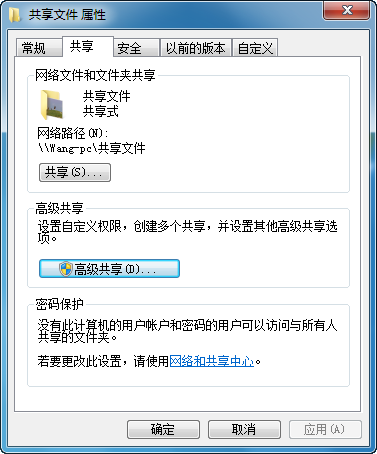 共享文件 属性
常规
共享
安全
以前的版本
自定义
网络文件和文件夹共享
共享文件
共享式
网络路径(N):
\\Wang-pc\共享文件
共享(S)...
高级共享
设置自定义权限，创建多个共享，并设置其他高级共享选
项。
高级共享(D)...
密码保护
没有此计算机的用户帐户和密码的用户可以访问与所有人
共享的文件夹。
若要更改此设置，请使用网络和共享中心。
确定
取消
应用(A)